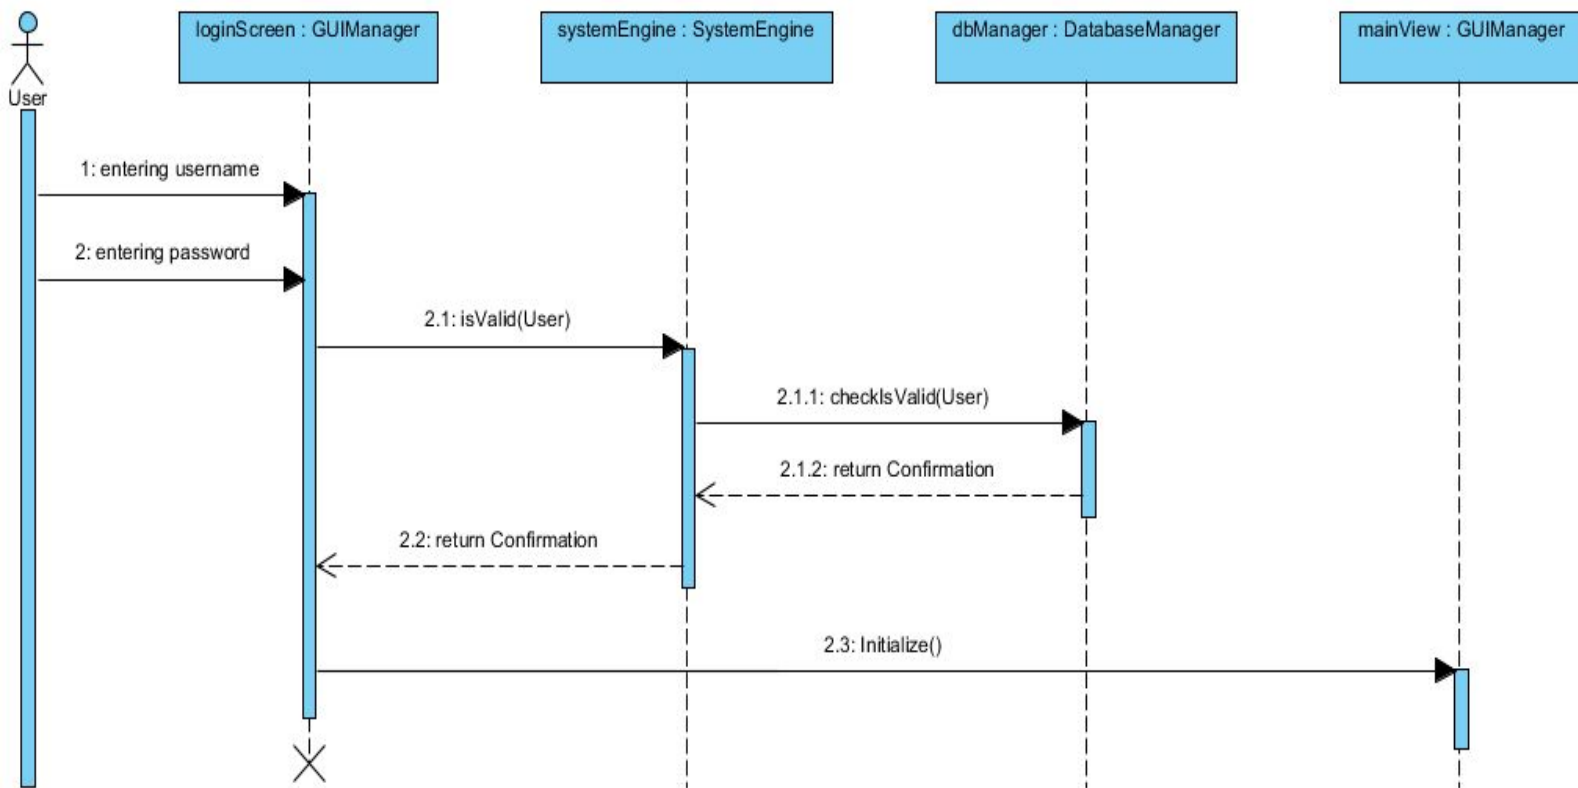 loginScreen : GUIManager
systemEngine : SystemEngine
dbManager : DatabaseManager
mainView : GUIManager
User
1: entering username
2: entering password
2.1: isValid(User)
2.1.1: checkIsValid(User)
2.1.2: return Confirmation
2.2: return Confirmation
2.3: Initialize()